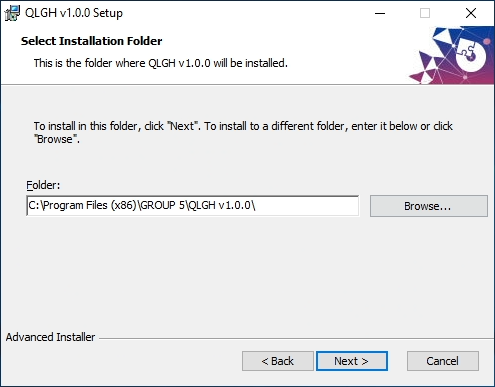 QLGH v1.0.0 Setup
Select Installation Folder
This is the folder where QLGH v1.0.0 will be installed.
To install in this folder, click "Next". To install to a different folder, enter it below or click
"Browse".
Folder:
C:\Program Files (x86)\GROUP 5\QLGH v1.0.0\
Browse...
Advanced Installer
< Back
Next >
Cancel